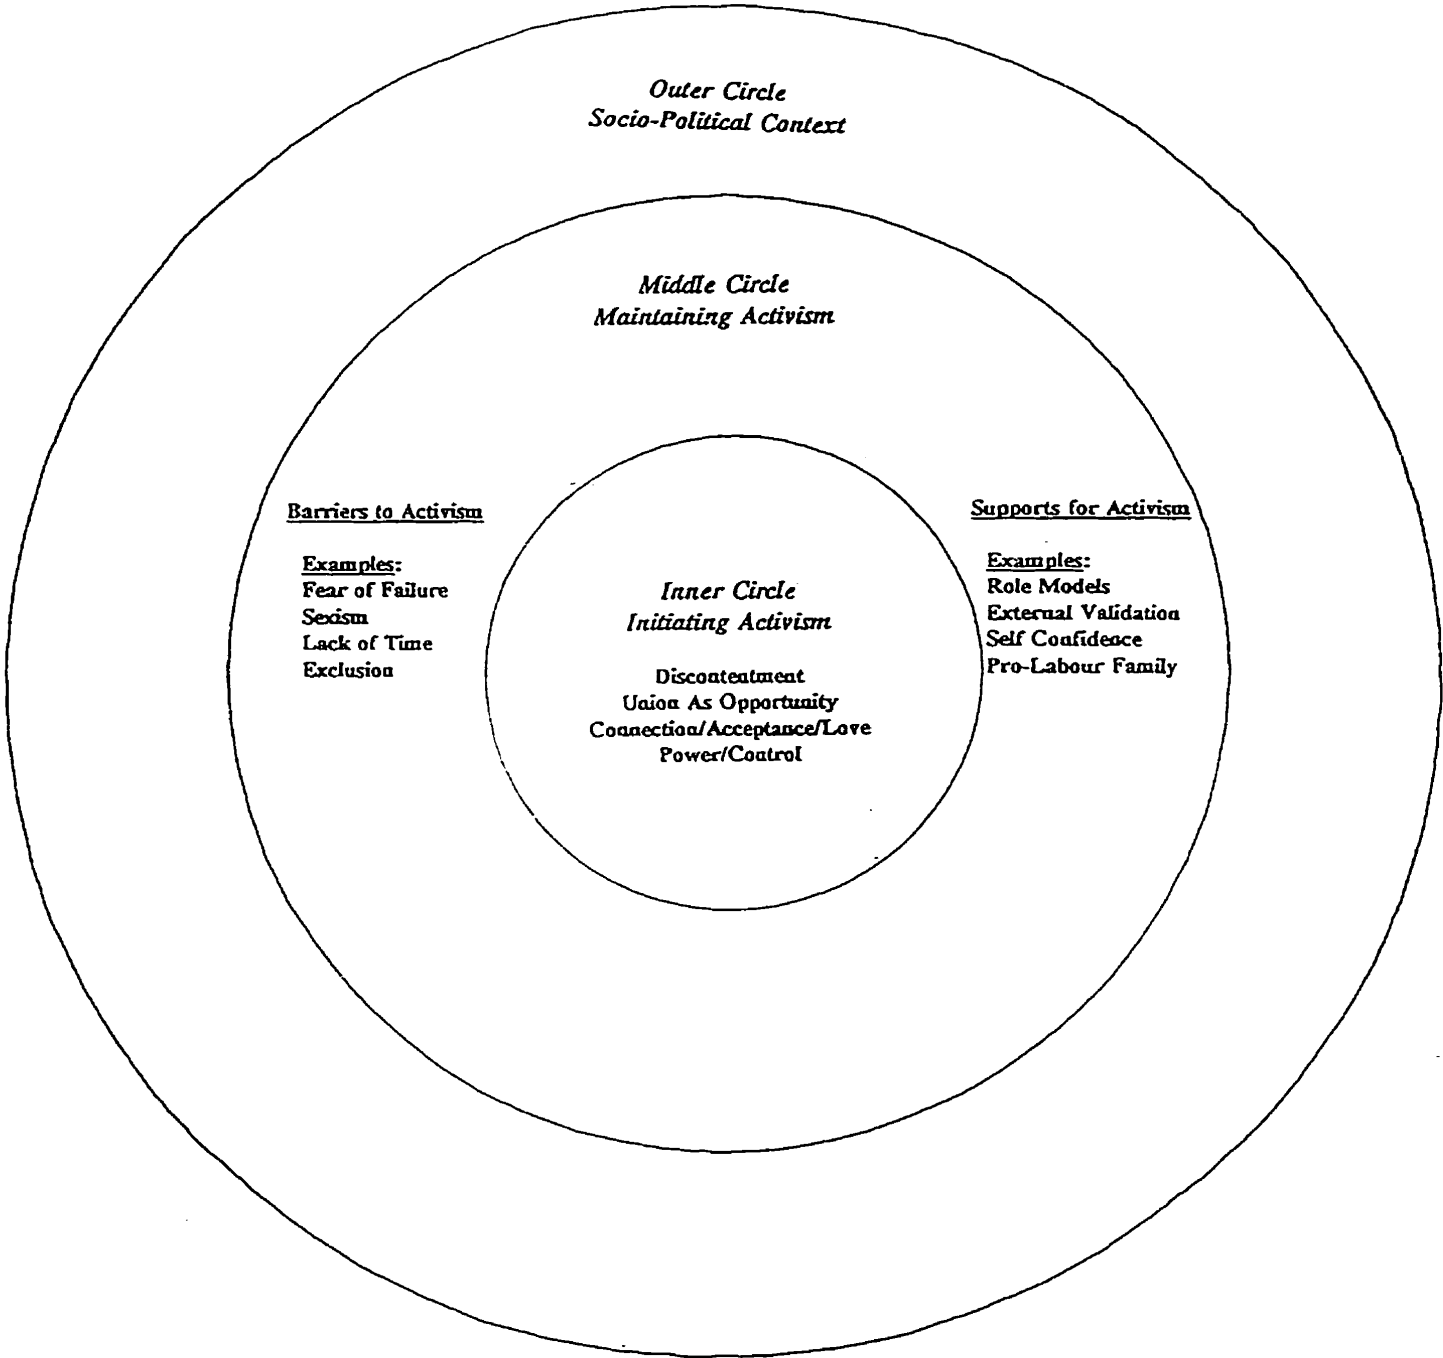 Outer Circle
Socio-Political Context
Middle Circle
Maintaining Activism
Barriers to Activism
Examples:
Fear of Failure
Sexism
Lack of Time
Exclusion
Inner Circle
Initiating Activism
Discontentment
Union As Opportunity
Connection/Acceptance/Love
Power/Control
Supports for Activism
Examples:
Role Models
External Validation
Self Confidence
Pro-Labour Family